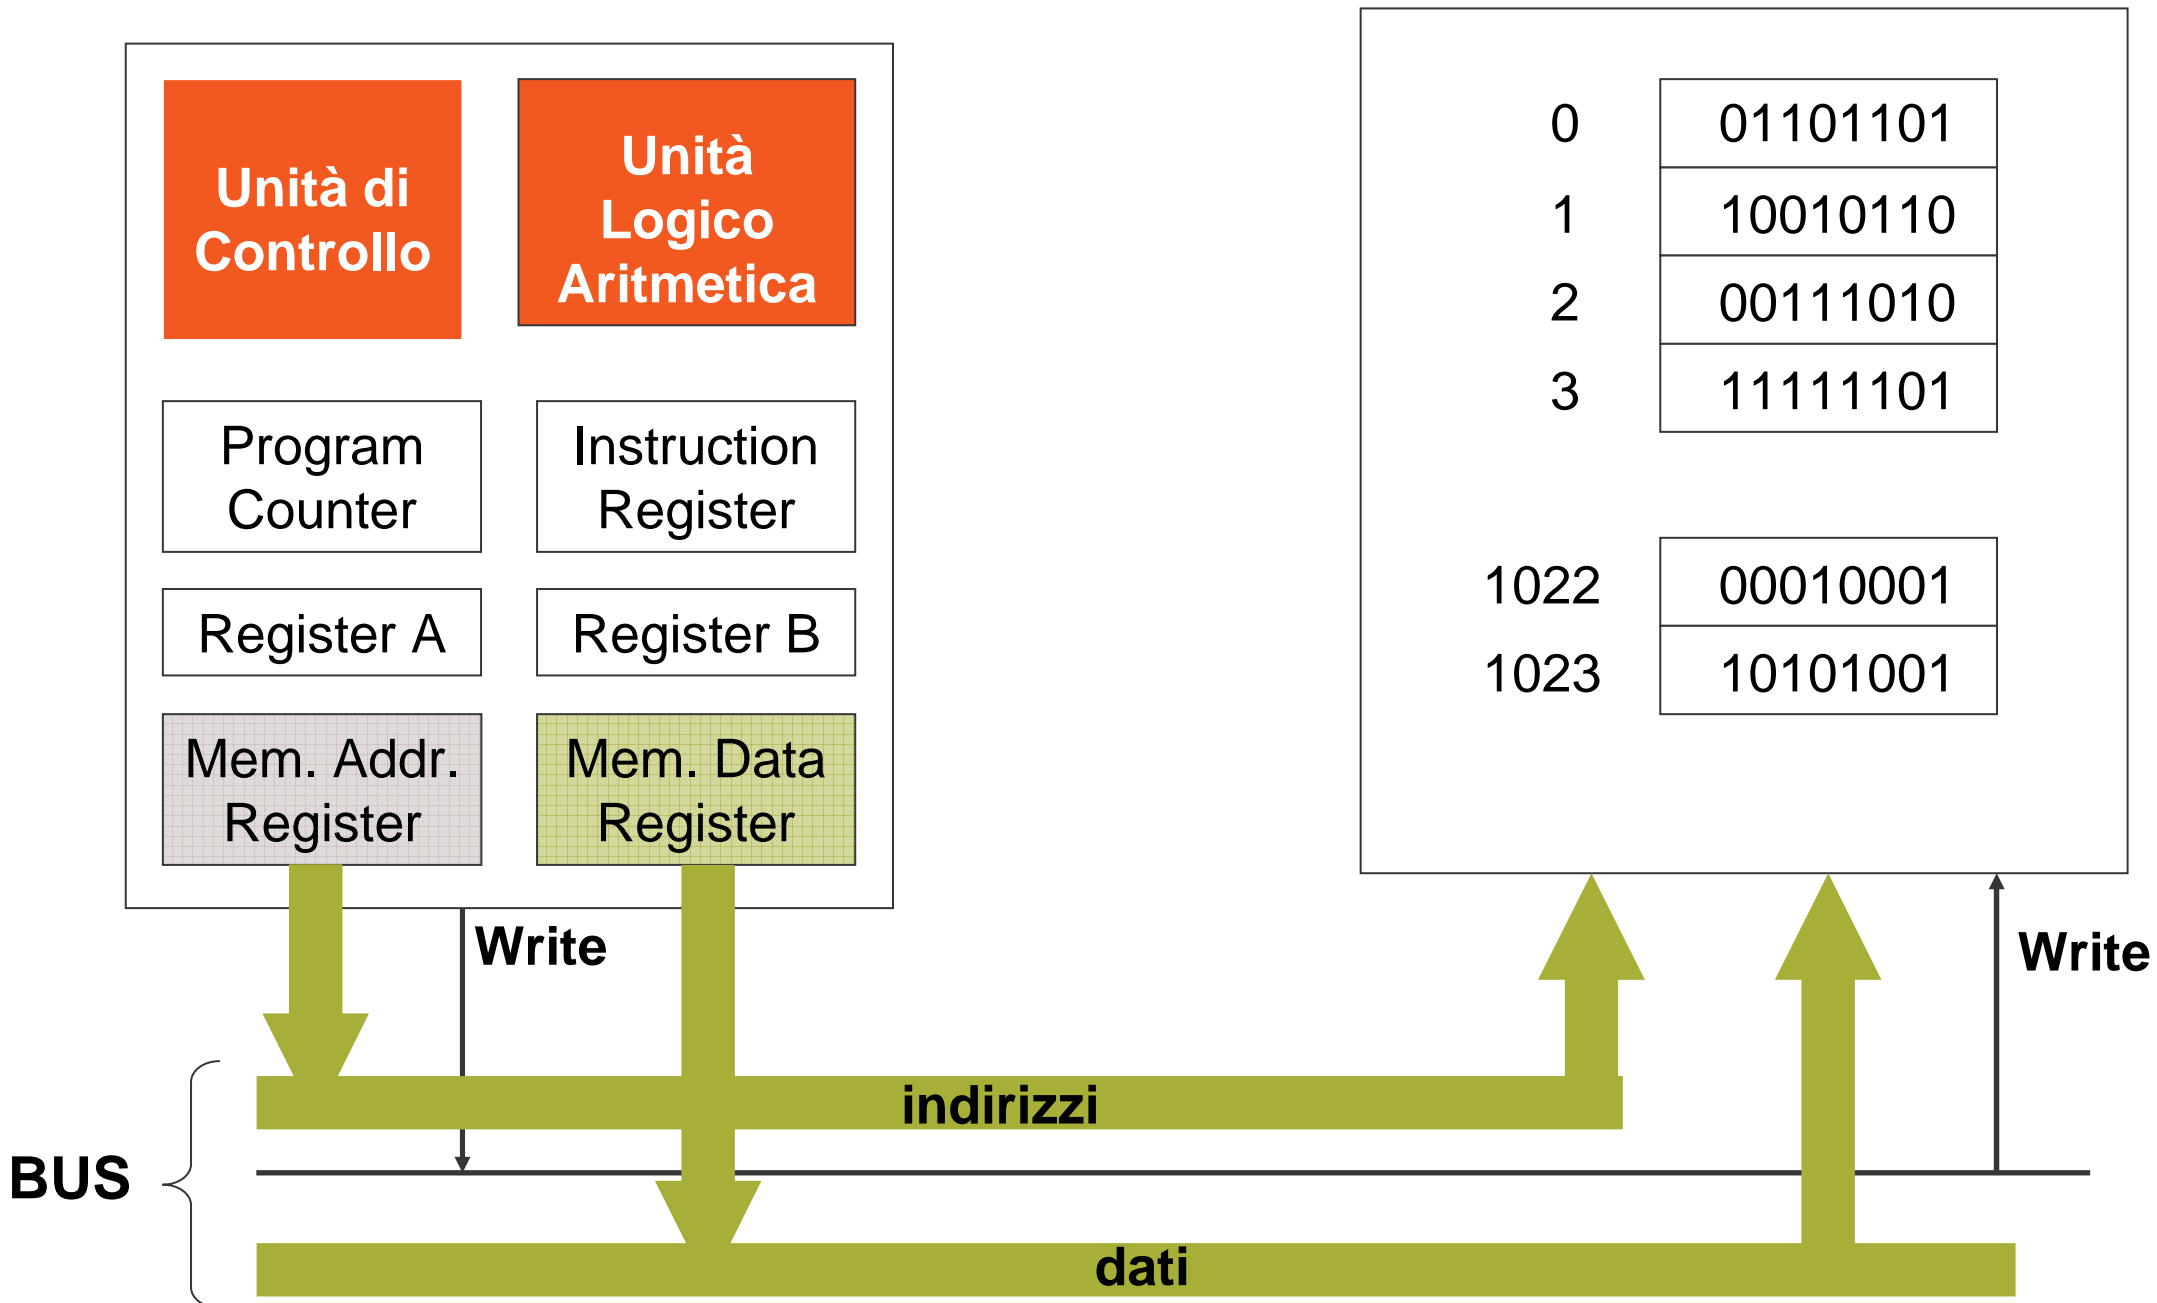 Unità di
Controllo
Unità
Logico
Aritmetica
Program
Counter
Instruction
Register
Register A
Register B
Mem. Addr.
Register
Mem. Data
Register
0 01101101
1 10010110
2 00111010
3 11111101
1022 00010001
1023 10101001
Write
Write
indirizzi
BUS
dati